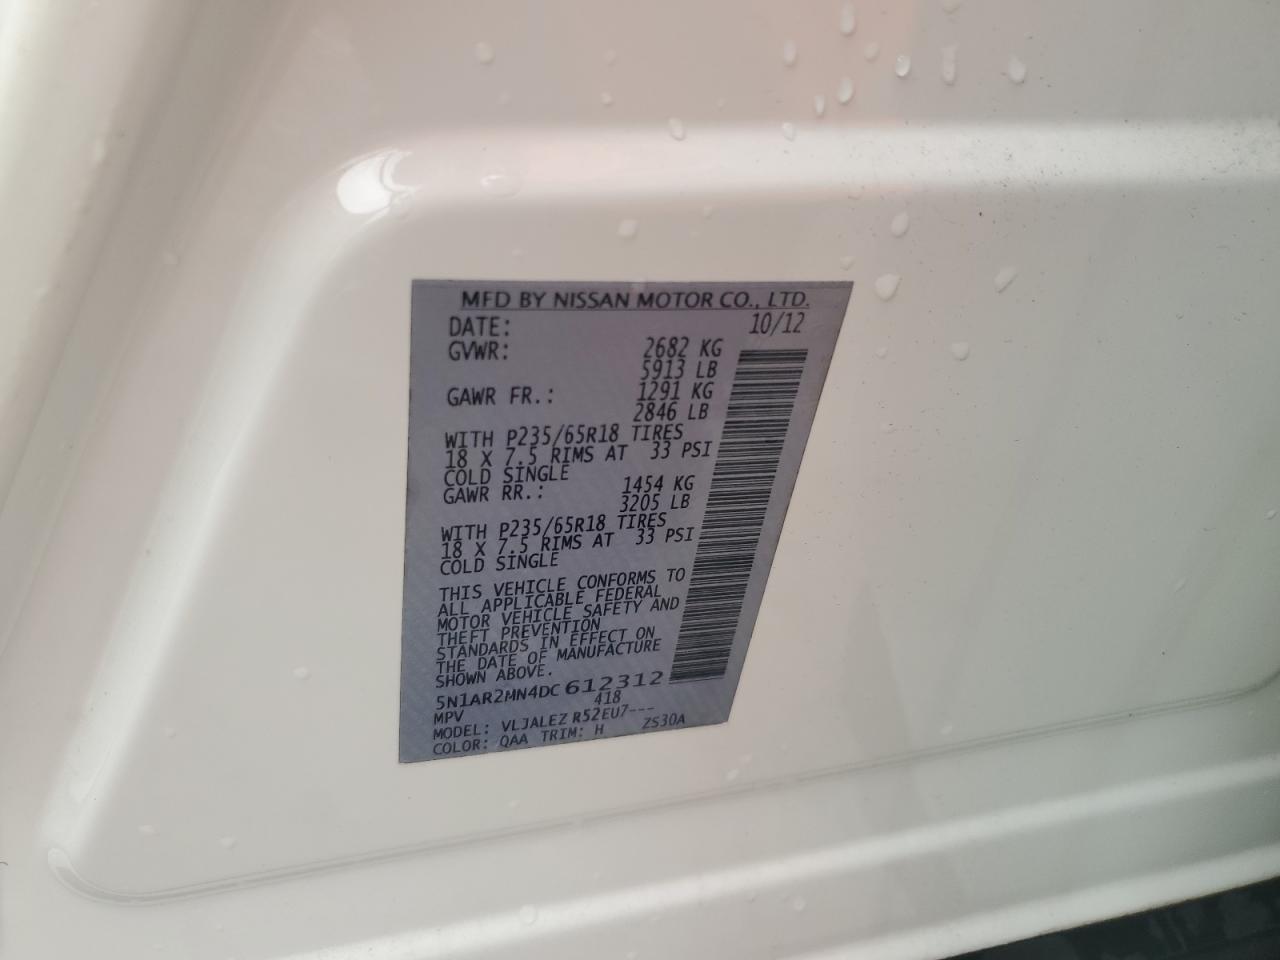 MFD BY NISSAN MOTOR CO., LTD.
DATE: 10/12
GVWR: 2682 KG
5913 LB
GAWR FR.: 1291 KG
2846 LB
WITH P235/65R18 TIRES
18 X 7.5 RIMS AT 33 PSI
COLD SINGLE
GAWR RR.: 1454 KG
3205 LB
WITH P235/65R18 TIRES
18 X 7.5 RIMS AT 33 PSI
COLD SINGLE
THIS VEHICLE CONFORMS TO
ALL APPLICABLE FEDERAL
MOTOR VEHICLE SAFETY AND
THEFT PREVENTION
STANDARDS IN EFFECT ON
THE DATE OF MANUFACTURE
SHOWN ABOVE.
5N1AR2MN4DC612312
MPV 418
MODEL: VLJALEZ R52EU7---
COLOR: QAA TRIM: H ZS30A